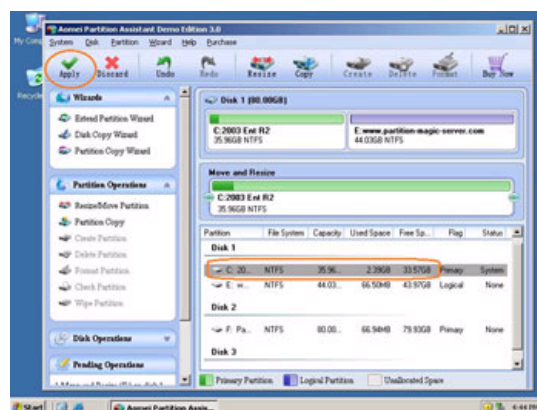 Aomei Partition Assistant Demo Edition 3.0
My Comp
System Disk Partition Wizard Help Purchase
Apply Discard Undo Redo Resize Copy Create Delete Format Buy Now
Recycle
Wizards
Extend Partition Wizard
Disk Copy Wizard
Partition Copy Wizard
Disk 1 (80.00GB)
C:2003 Ent R2
35.96GB NTFS
E:www.partition-magic-server.com
44.03GB NTFS
Move and Resize
C:2003 Ent R2
35.96GB NTFS
Partition Operations
Resize/Move Partition
Partition Copy
Create Partition
Delete Partition
Format Partition
Check Partition
Wipe Partition
Partition File System Capacity Used Space Free Sp... Flag Status
Disk 1
C: 20... NTFS 35.96... 2.39GB 33.57GB Primary System
E: w... NTFS 44.03... 66.50MB 43.97GB Logical None
Disk 2
F: Pa... NTFS 80.00... 66.94MB 79.93GB Primary None
Disk 3
Disk Operations
Pending Operations
Primary Partition Logical Partition Unallocated Space
Start
Aomei Partition Assis...
4:44 PM